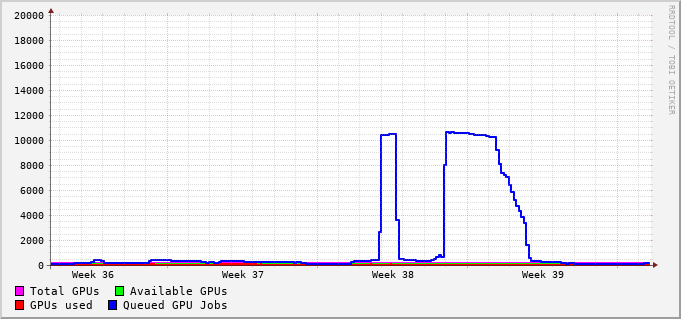 20000
18000
16000
14000
12000
10000
8000
6000
4000
2000
0
Week 36 Week 37 Week 38 Week 39
Total GPUs Available GPUs
GPUs used Queued GPU Jobs
RRDTOOL / TOBI OETIKER